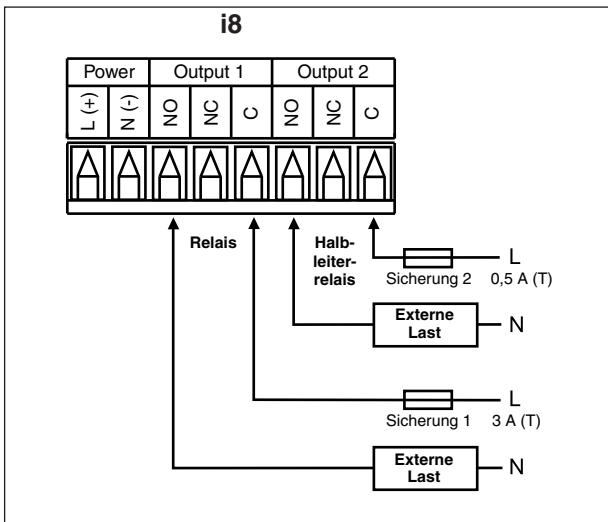 i8
Power Output 1 Output 2
L (+) N (-) NO NC C NO NC C
Relais
Halb-
leiter-
relais
L
Sicherung 2 0,5 A (T)
Externe
Last
N
L
Sicherung 1 3 A (T)
Externe
Last
N